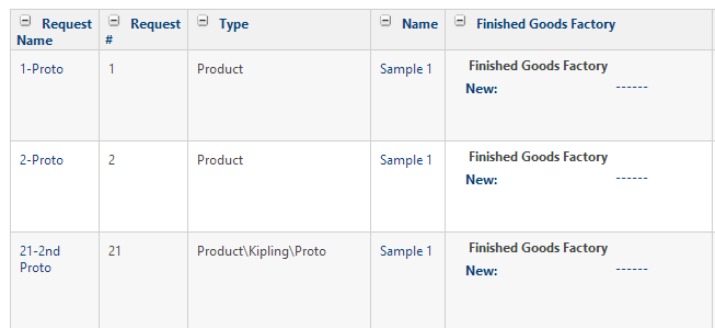 Request Name
Request #
Type
Name
Finished Goods Factory
1-Proto
1
Product
Sample 1
Finished Goods Factory
New: ------
2-Proto
2
Product
Sample 1
Finished Goods Factory
New: ------
21-2nd
Proto
21
Product\Kipling\Proto
Sample 1
Finished Goods Factory
New: ------